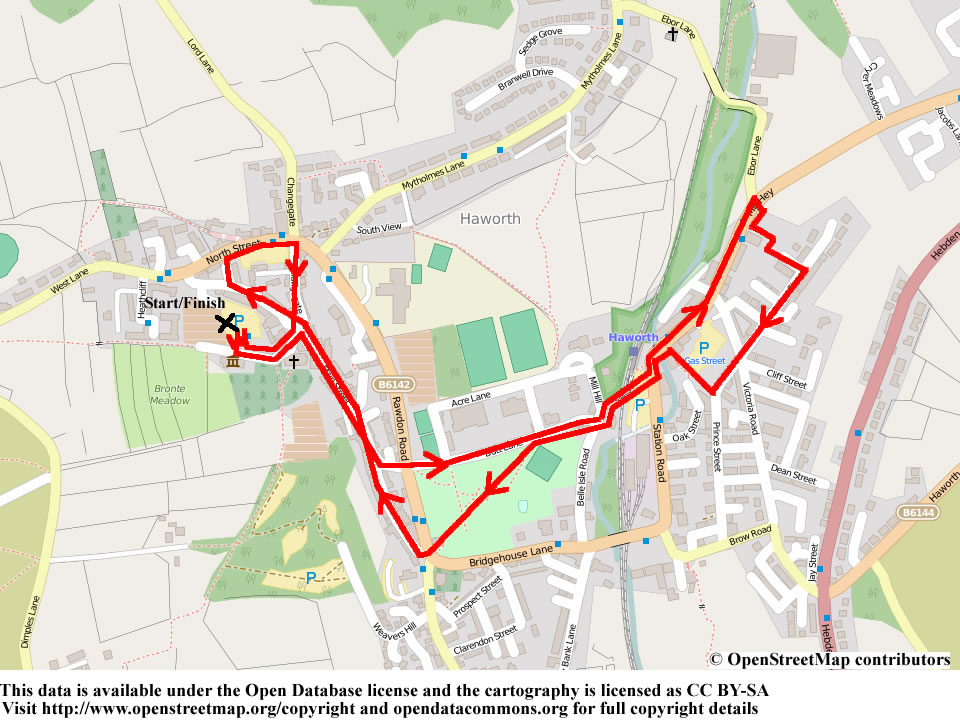 Ebor Lane
Sedge Grove
Lord Lane
Branwell Drive
Mytholmes Lane
Jacobs Lane
Ebor Lane
Mytholmes Lane
Changegate
Haworth
South View
North Street
Hebden
West Lane
Heathcliff
Start/Finish
P
Haworth
P
Gas Street
B6142
Cliff Street
Bronte
Meadow
Acre Lane
Mill Hill
Victoria Road
Rawdon Road
P
Oak Street
Prince Street
Station Road
Butt Lane
Dean Street
Belle Isle Road
Haworth
B6144
Brow Road
Bridgehouse Lane
Jay Street
P
Prospect Street
Dimples Lane
Weavers Hill
Clarendon Street
Bank Lane
© OpenStreetMap contributors
This data is available under the Open Database license and the cartography is licensed as CC BY-SA
Visit http://www.openstreetmap.org/copyright and opendatacommons.org for full copyright details